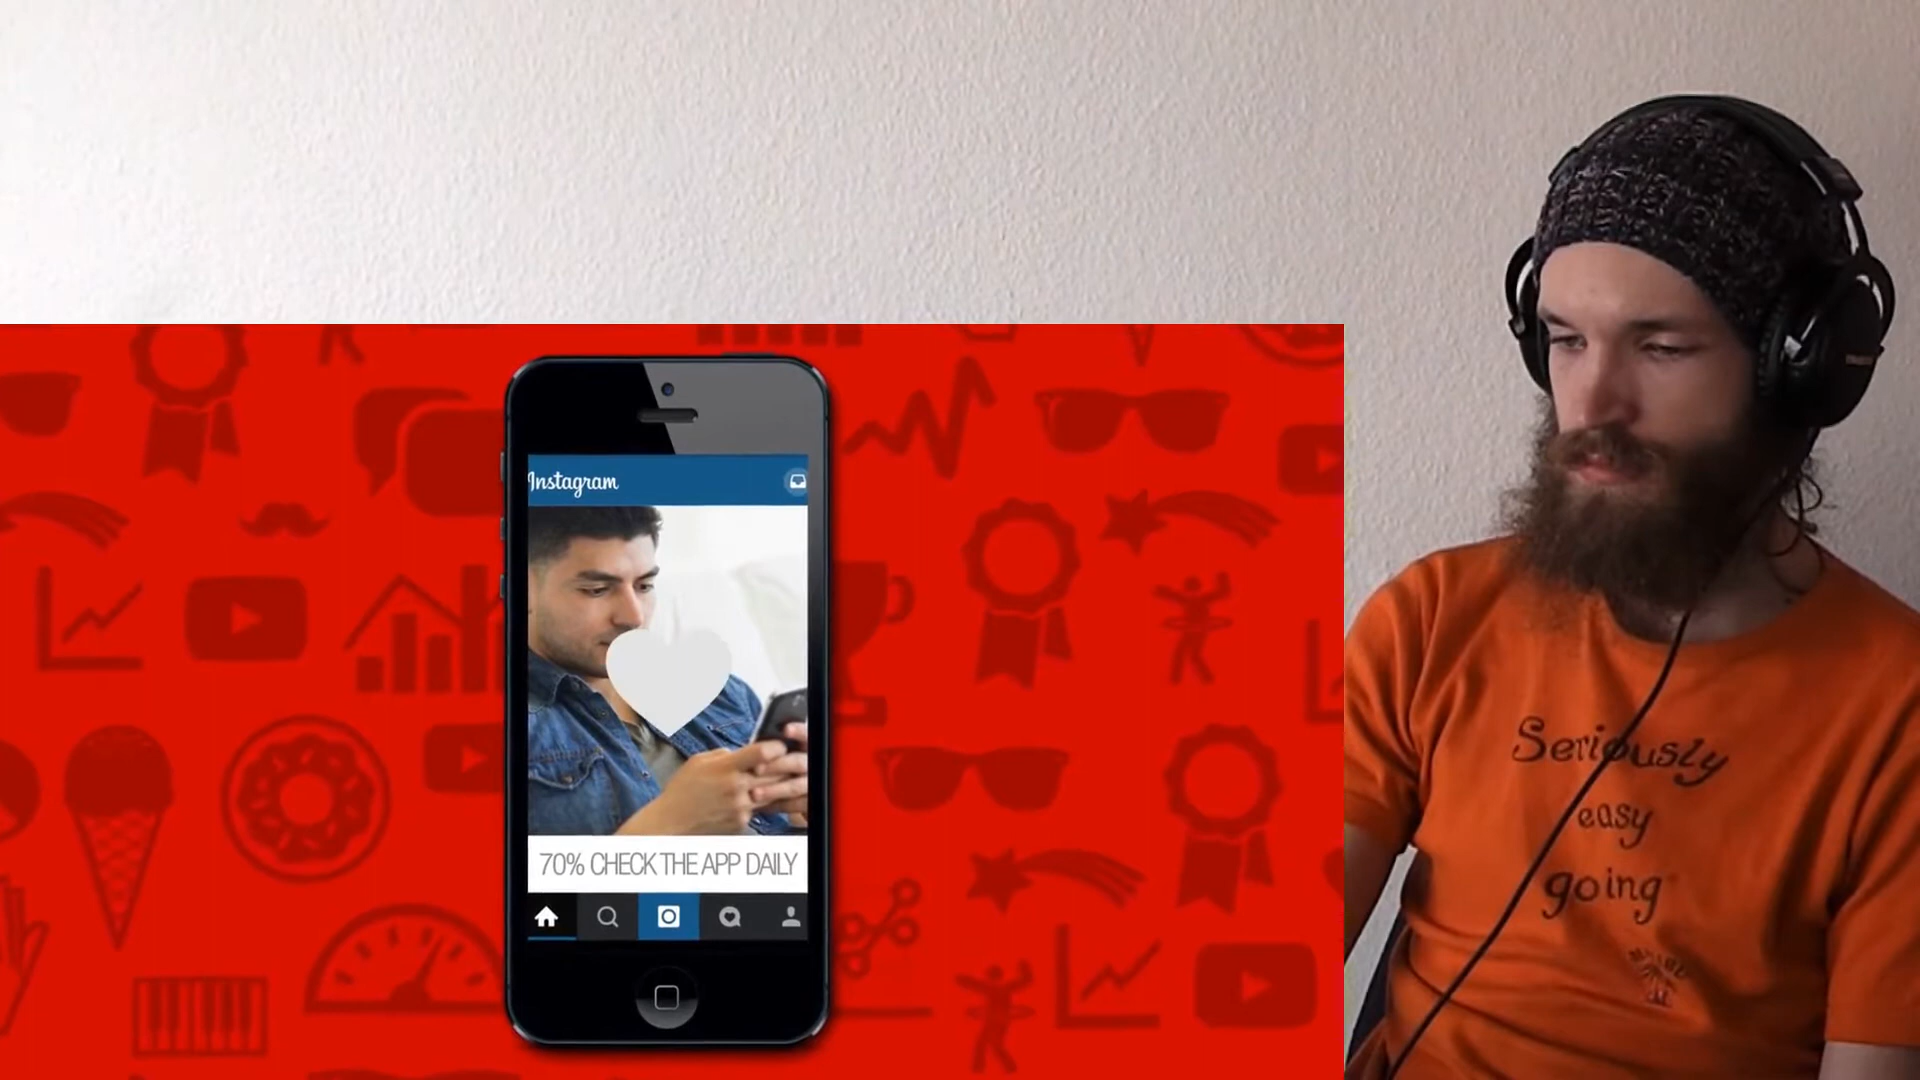 Instagram
70% CHECK THE APP DAILY
Seriously
easy
going